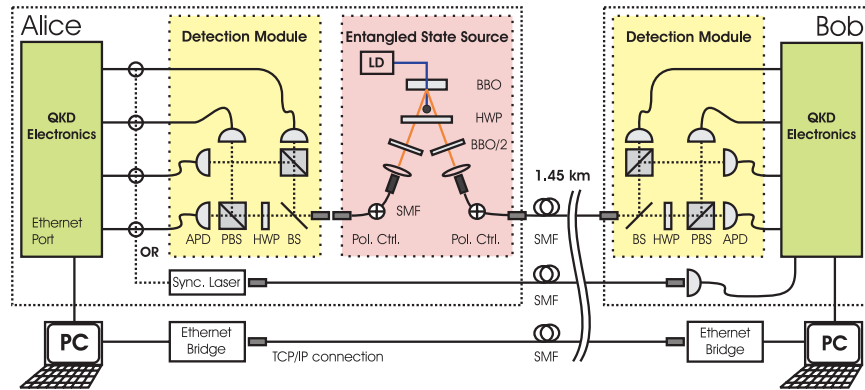 Alice
Detection Module
Entangled State Source
Detection Module
Bob
LD
BBO
QKD
Electronics
HWP
QKD
Electronics
BBO/2
1.45 km
SMF
Ethernet
Port
APD
PBS
HWP
BS
Pol. Ctrl.
Pol. Ctrl.
SMF
BS
HWP
PBS
APD
OR
Sync. Laser
SMF
PC
Ethernet
Bridge
TCP/IP connection
SMF
Ethernet
Bridge
PC